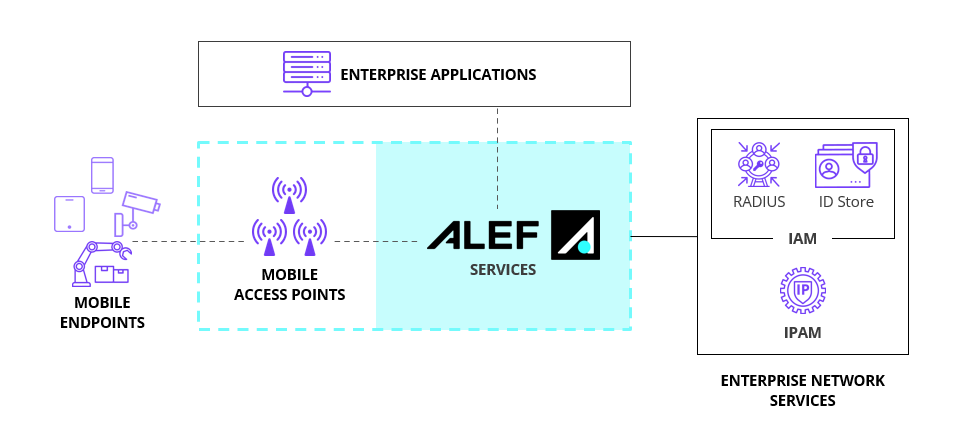 ENTERPRISE APPLICATIONS
MOBILE
ENDPOINTS
MOBILE
ACCESS POINTS
ALEF
SERVICES
RADIUS
ID Store
IAM
IP
IPAM
ENTERPRISE NETWORK
SERVICES